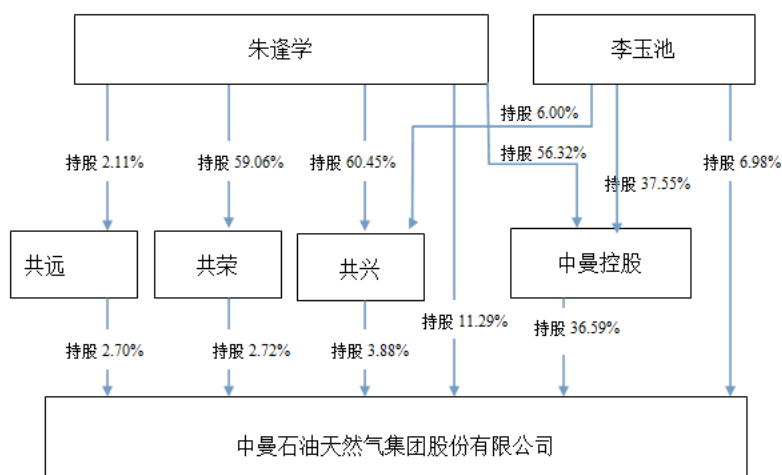 朱逢学
李玉池
持股 6.00%
持股 2.11%
持股 59.06%
持股 60.45%
持股 56.32%
持股 6.98%
持股 37.55%
共远
共荣
共兴
中曼控股
持股 11.29%
持股 36.59%
持股 2.70%
持股 2.72%
持股 3.88%
中曼石油天然气集团股份有限公司